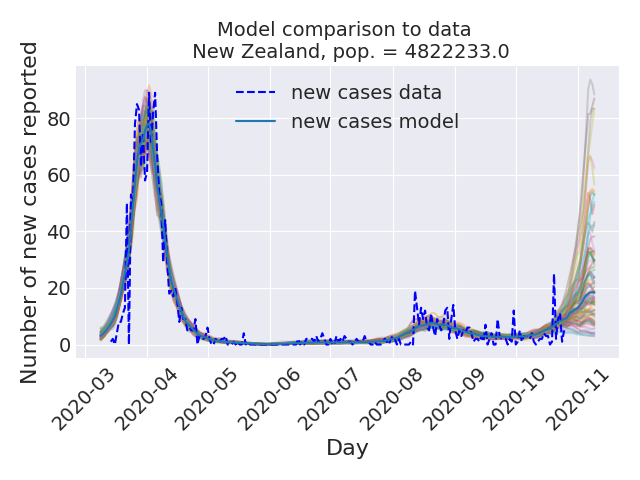 Model comparison to data
New Zealand, pop. = 4822233.0
new cases data
new cases model
Number of new cases reported
80
60
40
20
0
2020-03
2020-04
2020-05
2020-06
2020-07
2020-08
2020-09
2020-10
2020-11
Day